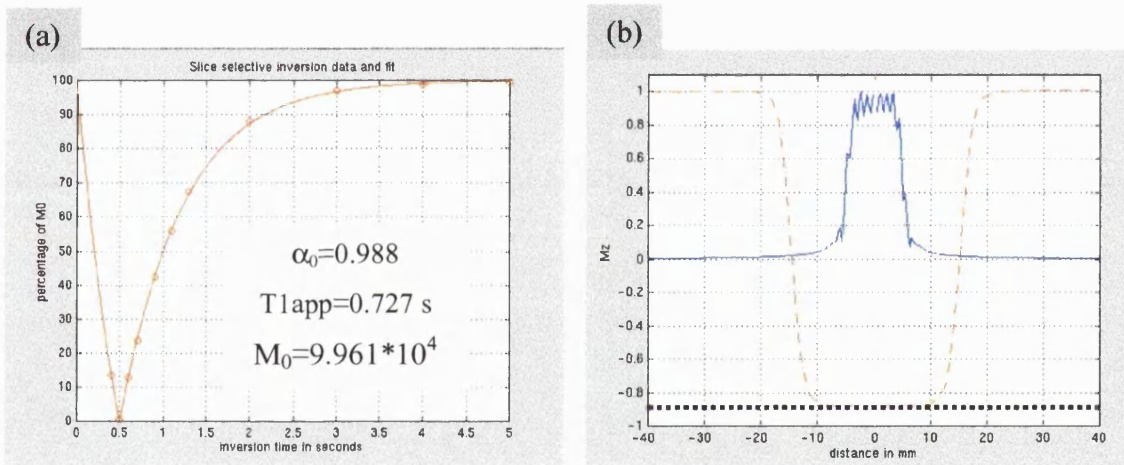 (a)
Slice selective inversion data and fit
percentage of M0
100
90
80
70
60
50
40
30
20
10
0
α₀=0.988
T1app=0.727 s
M₀=9.961*10⁴
0 0.5 1 1.5 2 2.5 3 3.5 4 4.5 5
inversion time in seconds
(b)
Mz
1
0.8
0.6
0.4
0.2
0
-0.2
-0.4
-0.6
-0.8
-1
-40 -30 -20 -10 0 10 20 30 40
distance in mm